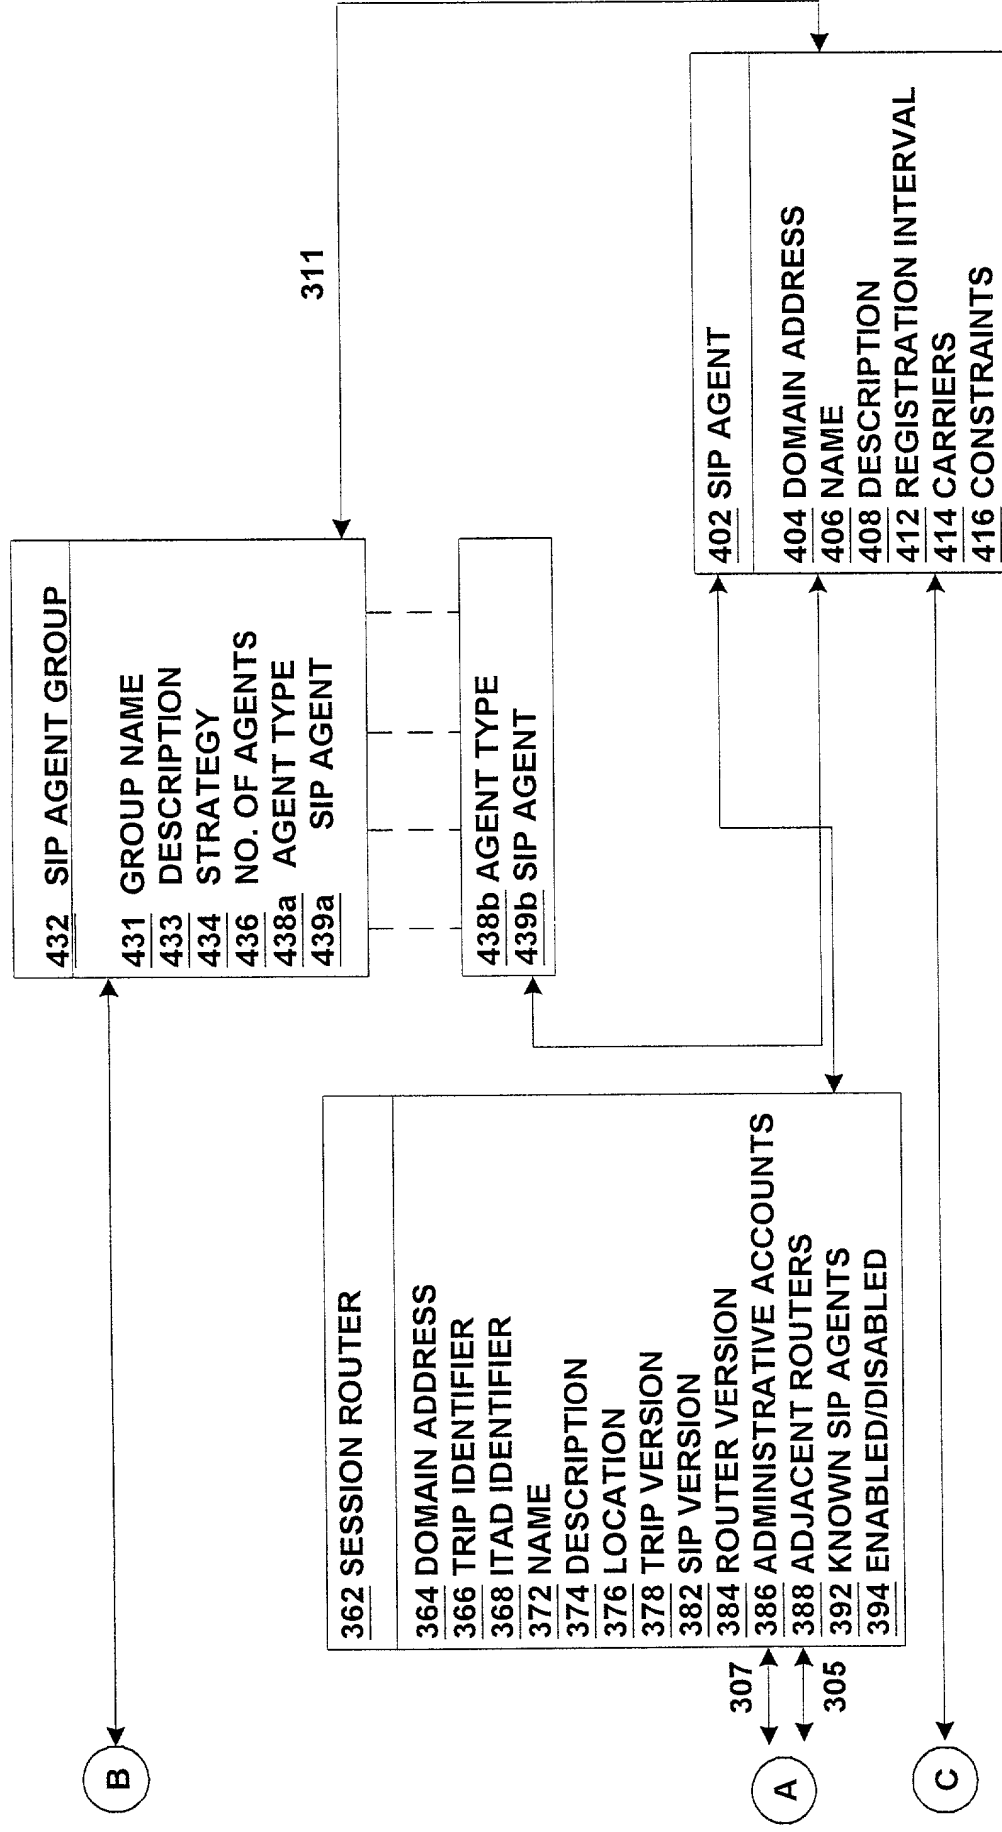 B
432 SIP AGENT GROUP
431 GROUP NAME
433 DESCRIPTION
434 STRATEGY
436 NO. OF AGENTS
438a AGENT TYPE
439a SIP AGENT
438b AGENT TYPE
439b SIP AGENT
311
362 SESSION ROUTER
364 DOMAIN ADDRESS
366 TRIP IDENTIFIER
368 ITAD IDENTIFIER
372 NAME
374 DESCRIPTION
376 LOCATION
378 TRIP VERSION
382 SIP VERSION
384 ROUTER VERSION
386 ADMINISTRATIVE ACCOUNTS
388 ADJACENT ROUTERS
392 KNOWN SIP AGENTS
394 ENABLED/DISABLED
307
A
305
402 SIP AGENT
404 DOMAIN ADDRESS
406 NAME
408 DESCRIPTION
412 REGISTRATION INTERVAL
414 CARRIERS
416 CONSTRAINTS
C